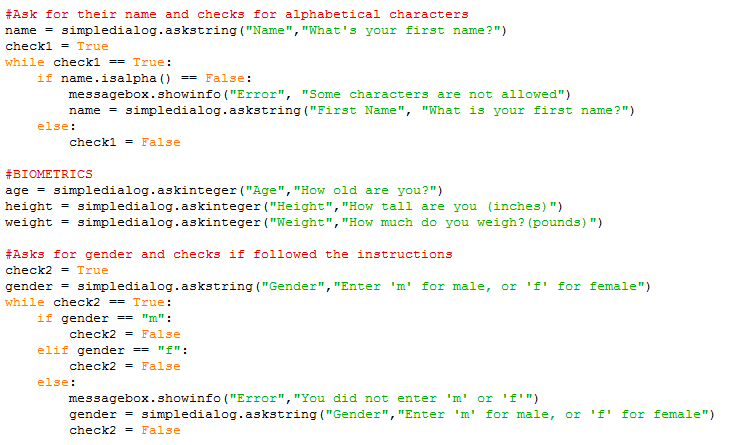 #Ask for their name and checks for alphabetical characters
name = simpledialog.askstring("Name","What's your first name?")
check1 = True
while check1 == True:
    if name.isalpha() == False:
        messagebox.showinfo("Error", "Some characters are not allowed")
        name = simpledialog.askstring("First Name", "What is your first name?")
    else:
        check1 = False

#BIOMETRICS
age = simpledialog.askinteger("Age","How old are you?")
height = simpledialog.askinteger("Height","How tall are you (inches)")
weight = simpledialog.askinteger("Weight","How much do you weigh?(pounds)")

#Asks for gender and checks if followed the instructions
check2 = True
gender = simpledialog.askstring("Gender","Enter 'm' for male, or 'f' for female")
while check2 == True:
    if gender == "m":
        check2 = False
    elif gender == "f":
        check2 = False
    else:
        messagebox.showinfo("Error","You did not enter 'm' or 'f'")
        gender = simpledialog.askstring("Gender","Enter 'm' for male, or 'f' for female")
        check2 = False